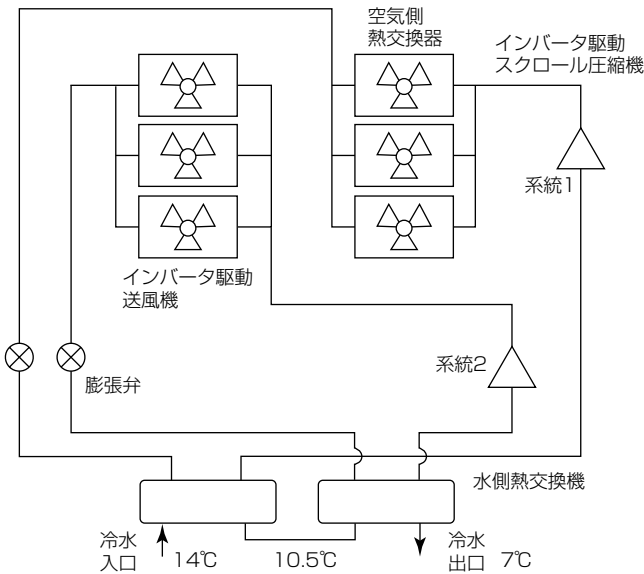 空気側
熱交換器
インバータ駆動
スクロール圧縮機
系統1
インバータ駆動
送風機
系統2
膨張弁
水側熱交換機
冷水
入口
14℃
10.5℃
冷水
出口
7℃